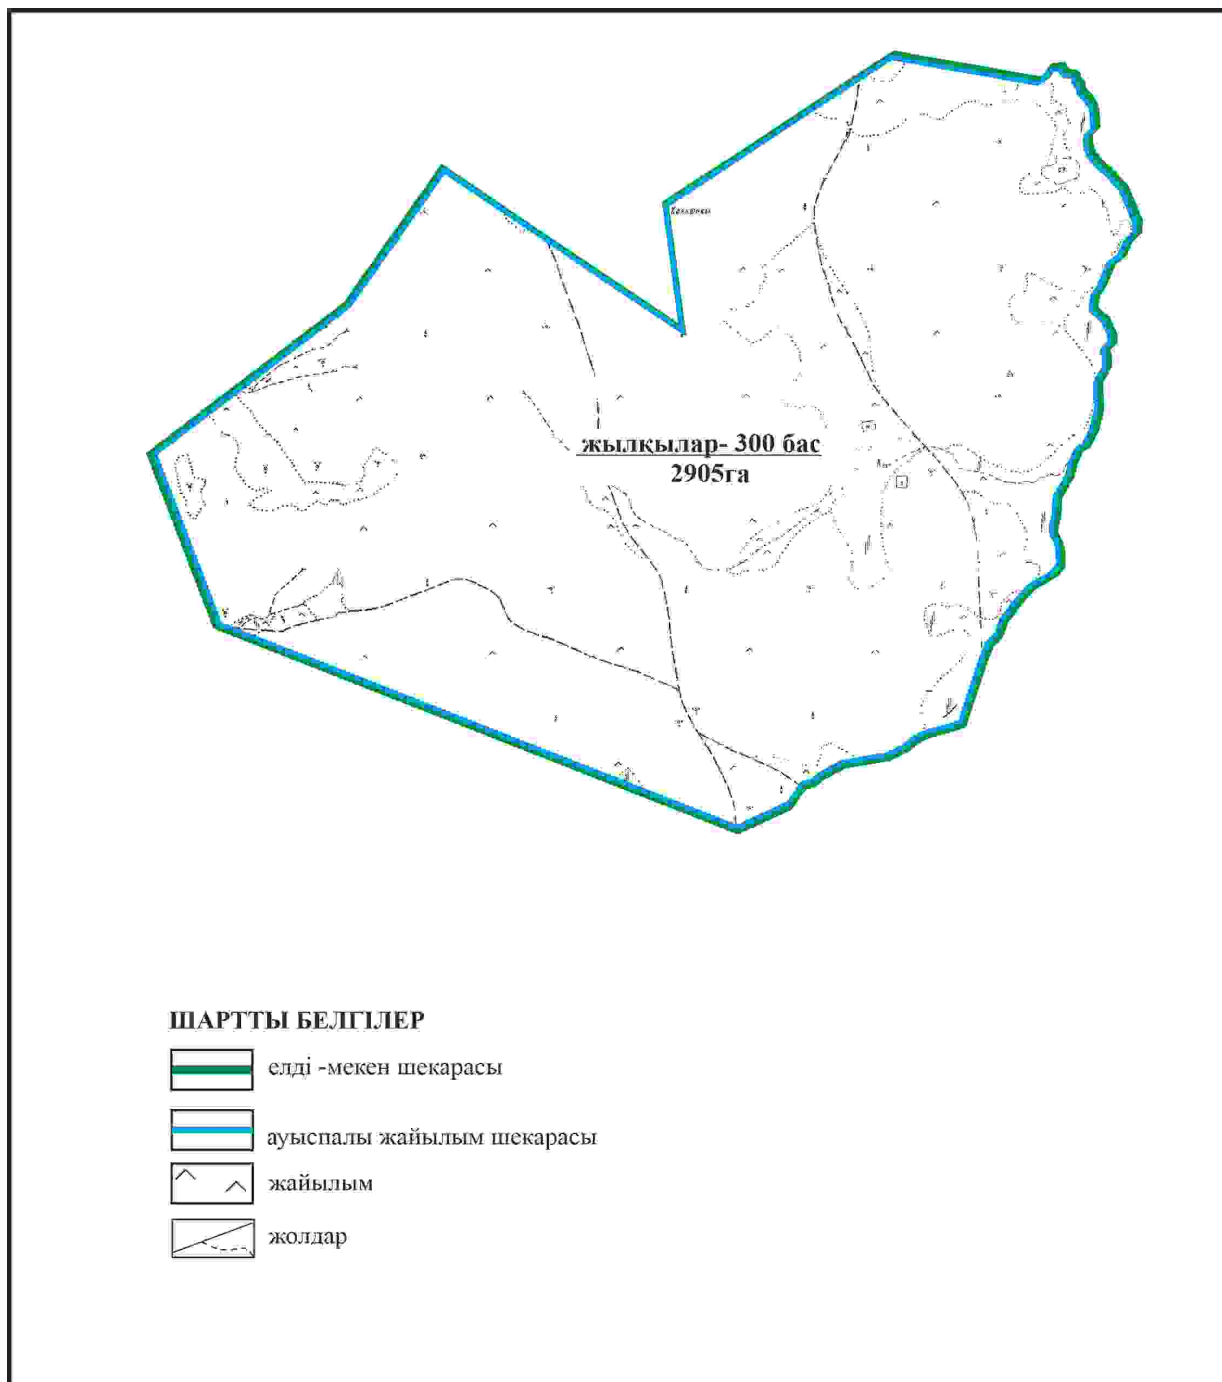 жылқылар- 300 бас
2905га
ШАРТТЫ БЕЛГІЛЕР
елді -мекен шекарасы
ауыспалы жайылым шекарасы
жайылым
жолдар